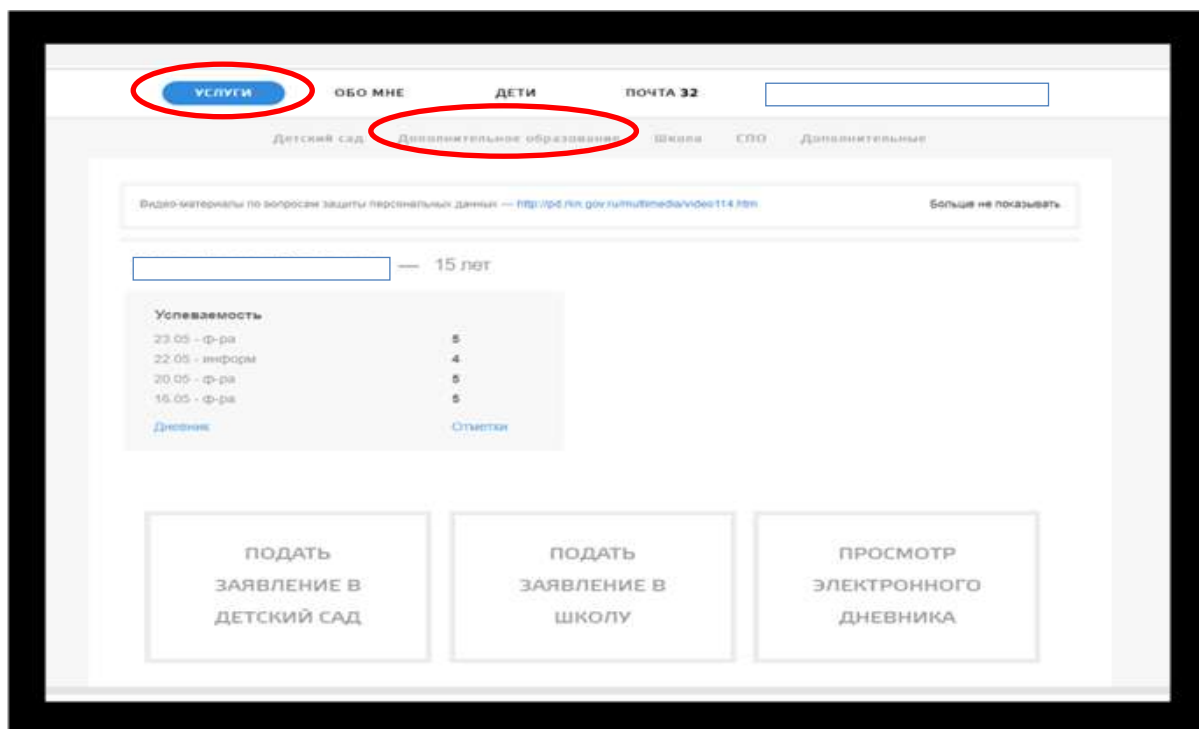 УСЛУГИ ОБО МНЕ ДЕТИ ПОЧТА 32
Детский сад Дополнительное образование Школа СПО Дополнительные
Видео-материалы по вопросам защиты персональных данных — http://pd.rkn.gov.ru/multimedia/video114.htm Больше не показывать
— 15 лет
Успеваемость
23.05 - ф-ра 5
22.05 - информ 4
20.05 - ф-ра 5
16.05 - ф-ра 5
Дневник Отметки
ПОДАТЬ
ЗАЯВЛЕНИЕ В
ДЕТСКИЙ САД
ПОДАТЬ
ЗАЯВЛЕНИЕ В
ШКОЛУ
ПРОСМОТР
ЭЛЕКТРОННОГО
ДНЕВНИКА